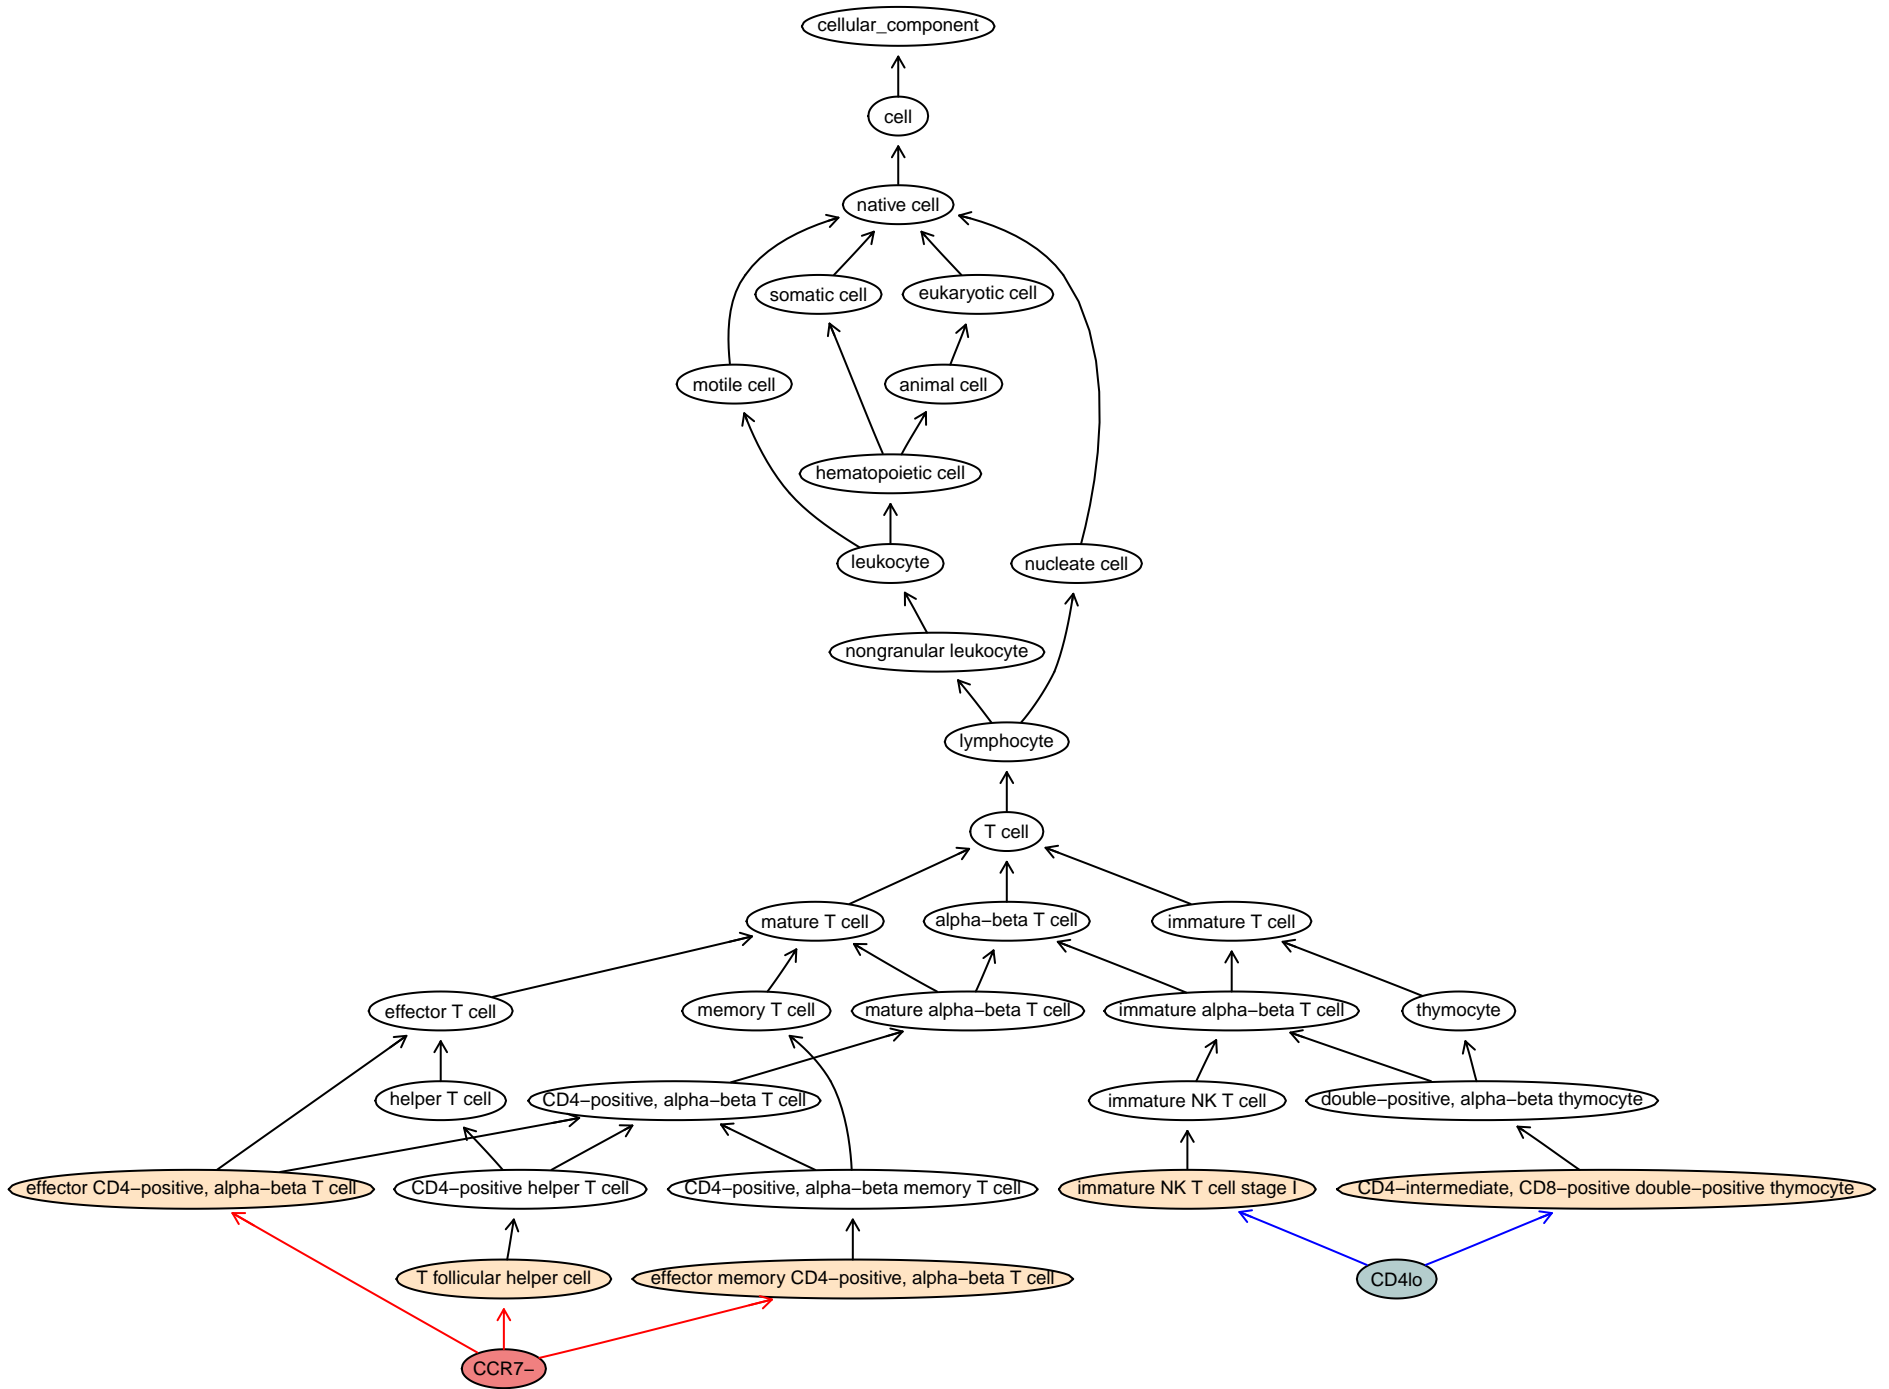 cellular_component
cell
native cell
somatic cell
eukaryotic cell
motile cell
animal cell
hematopoietic cell
leukocyte
nucleate cell
nongranular leukocyte
lymphocyte
T cell
mature T cell
alpha−beta T cell
immature T cell
effector T cell
memory T cell
mature alpha−beta T cell
immature alpha−beta T cell
thymocyte
helper T cell
CD4−positive, alpha−beta T cell
immature NK T cell
double−positive, alpha−beta thymocyte
effector CD4−positive, alpha−beta T cell
CD4−positive helper T cell
CD4−positive, alpha−beta memory T cell
immature NK T cell stage I
CD4−intermediate, CD8−positive double−positive thymocyte
T follicular helper cell
effector memory CD4−positive, alpha−beta T cell
CD4lo
CCR7−